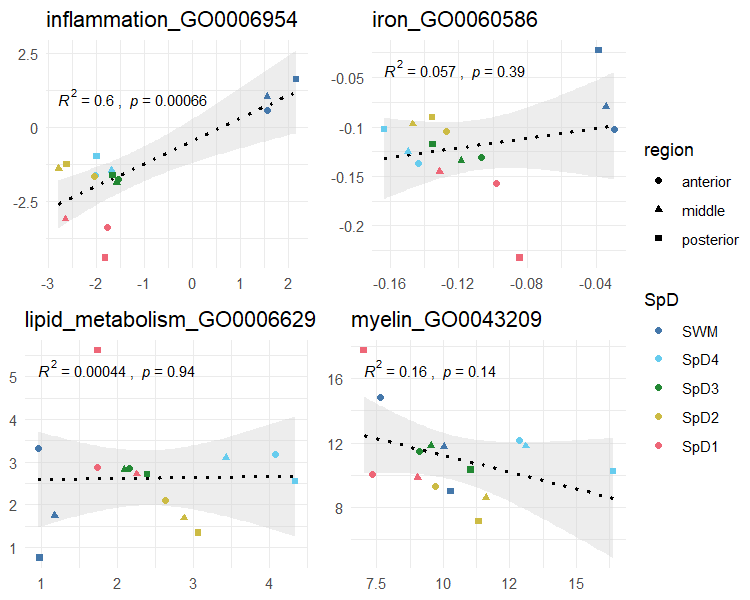 inflammation_GO0006954
R² = 0.6 , p = 0.00066
2.5
0
-2.5
-3 -2 -1 0 1 2
iron_GO0060586
R² = 0.057 , p = 0.39
-0.05
-0.1
-0.15
-0.2
-0.16 -0.12 -0.08 -0.04
lipid_metabolism_GO0006629
R² = 0.00044 , p = 0.94
5
4
3
2
1
1 2 3 4
myelin_GO0043209
R² = 0.16 , p = 0.14
16
12
8
7.5 10 13 15
region
anterior
middle
posterior
SpD
SWM
SpD4
SpD3
SpD2
SpD1